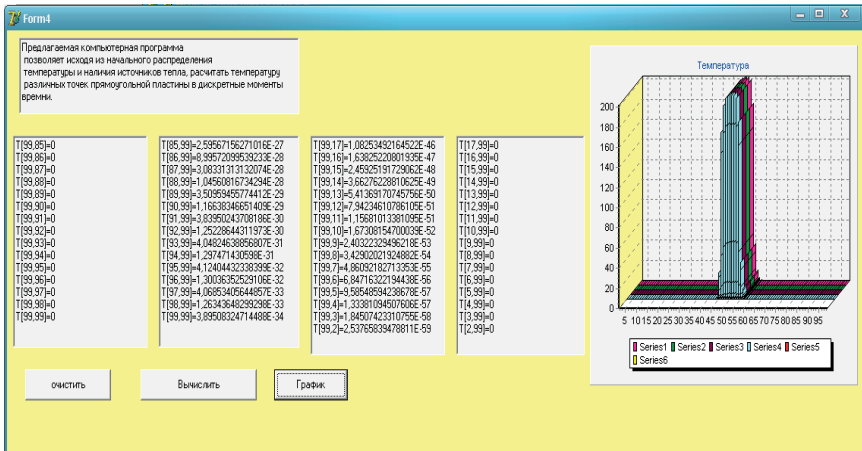 Form4
Предлагаемая компьютерная программа
позволяет исходя из начального распределения
температуры и наличия источников тепла, расчитать температуру
различных точек прямоугольной пластины в дискретные моменты
времни.
T[99,85]=0
T[99,86]=0
T[99,87]=0
T[99,88]=0
T[99,89]=0
T[99,90]=0
T[99,91]=0
T[99,92]=0
T[99,93]=0
T[99,94]=0
T[99,95]=0
T[99,96]=0
T[99,97]=0
T[99,98]=0
T[99,99]=0
T[85,99]=2,59567156271016E-27
T[86,99]=8,99572099539233E-28
T[87,99]=3,08331313132074E-28
T[88,99]=1,04560816734294E-28
T[89,99]=3,50959455774412E-29
T[90,99]=1,16638346651409E-29
T[91,99]=3,83950243708186E-30
T[92,99]=1,25228644311973E-30
T[93,99]=4,04824638856807E-31
T[94,99]=1,297471430598E-31
T[95,99]=4,12404432338399E-32
T[96,99]=1,30036352529106E-32
T[97,99]=4,06853405644857E-33
T[98,99]=1,26343648299298E-33
T[99,99]=3,89508324714488E-34
T[99,17]=1,08253492164522E-46
T[99,16]=1,63825220801935E-47
T[99,15]=2,45925191729062E-48
T[99,14]=3,66276228810625E-49
T[99,13]=5,41369170745756E-50
T[99,12]=7,94234610786105E-51
T[99,11]=1,15681013381095E-51
T[99,10]=1,67308154700039E-52
T[99,9]=2,40322329496218E-53
T[99,8]=3,42902021924882E-54
T[99,7]=4,86092182713353E-55
T[99,6]=6,84716322194438E-56
T[99,5]=9,58548594238678E-57
T[99,4]=1,33381094507606E-57
T[99,3]=1,84507423310755E-58
T[99,2]=2,53765839478811E-59
T[17,99]=0
T[16,99]=0
T[15,99]=0
T[14,99]=0
T[13,99]=0
T[12,99]=0
T[11,99]=0
T[10,99]=0
T[9,99]=0
T[8,99]=0
T[7,99]=0
T[6,99]=0
T[5,99]=0
T[4,99]=0
T[3,99]=0
T[2,99]=0
Температура
200
180
160
140
120
100
80
60
40
20
0
5 10 15 20 25 30 35 40 45 50 55 60 65 70 75 80 85 90 95
Series1 Series2 Series3 Series4 Series5
Series6
очистить
Вычислить
График